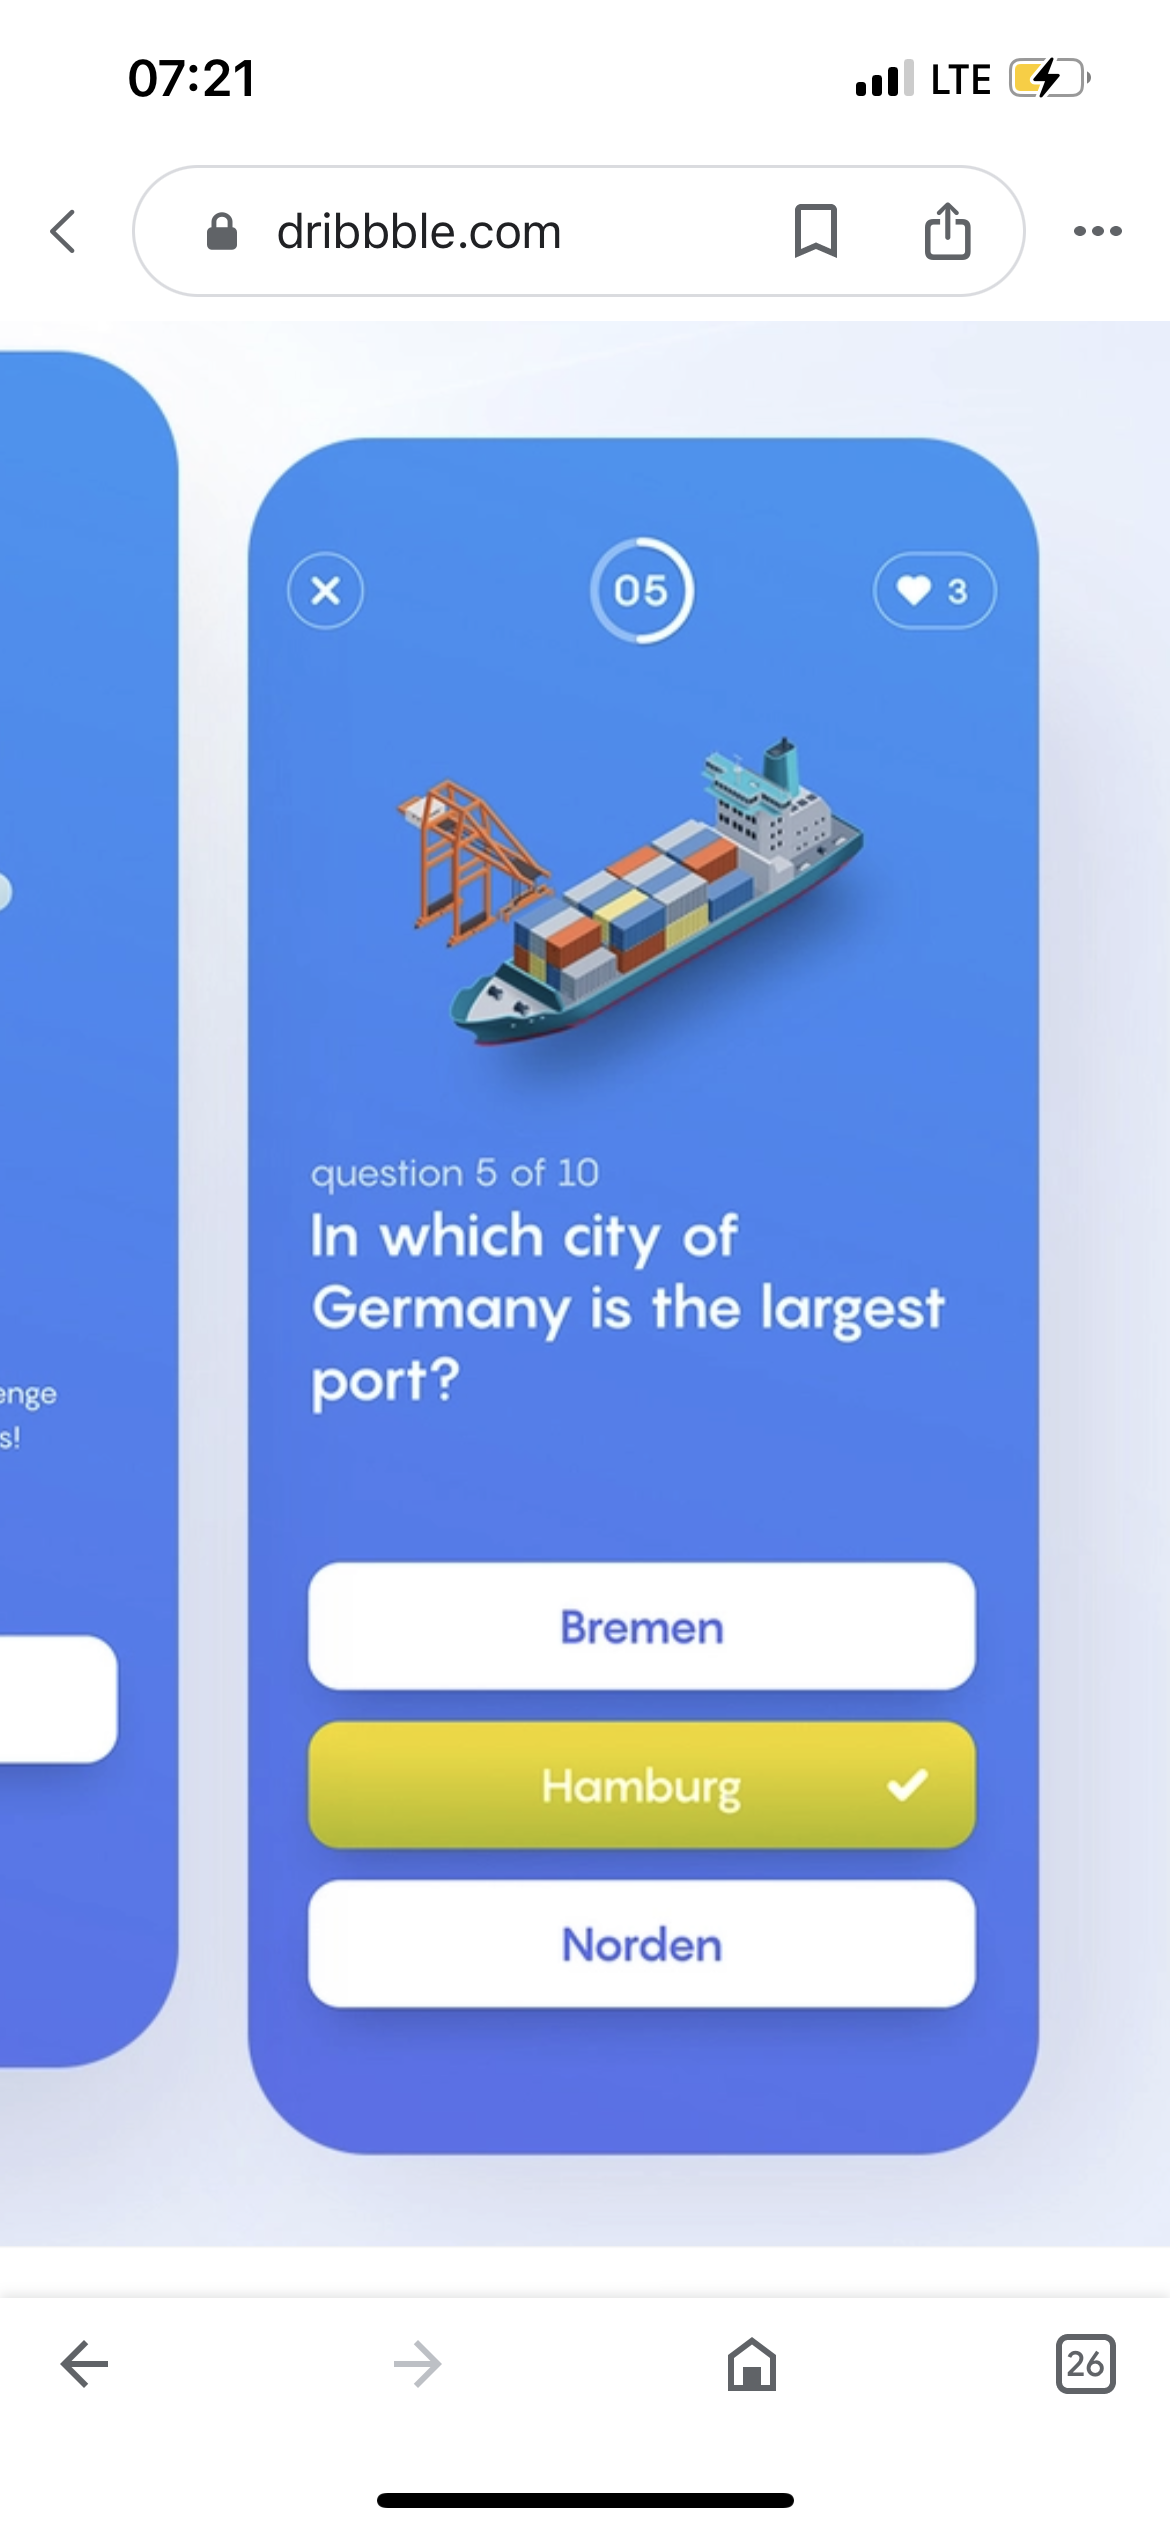 07:21
LTE
dribbble.com
05
3
question 5 of 10
In which city of
Germany is the largest
port?
enge
s!
Bremen
Hamburg
Norden
26